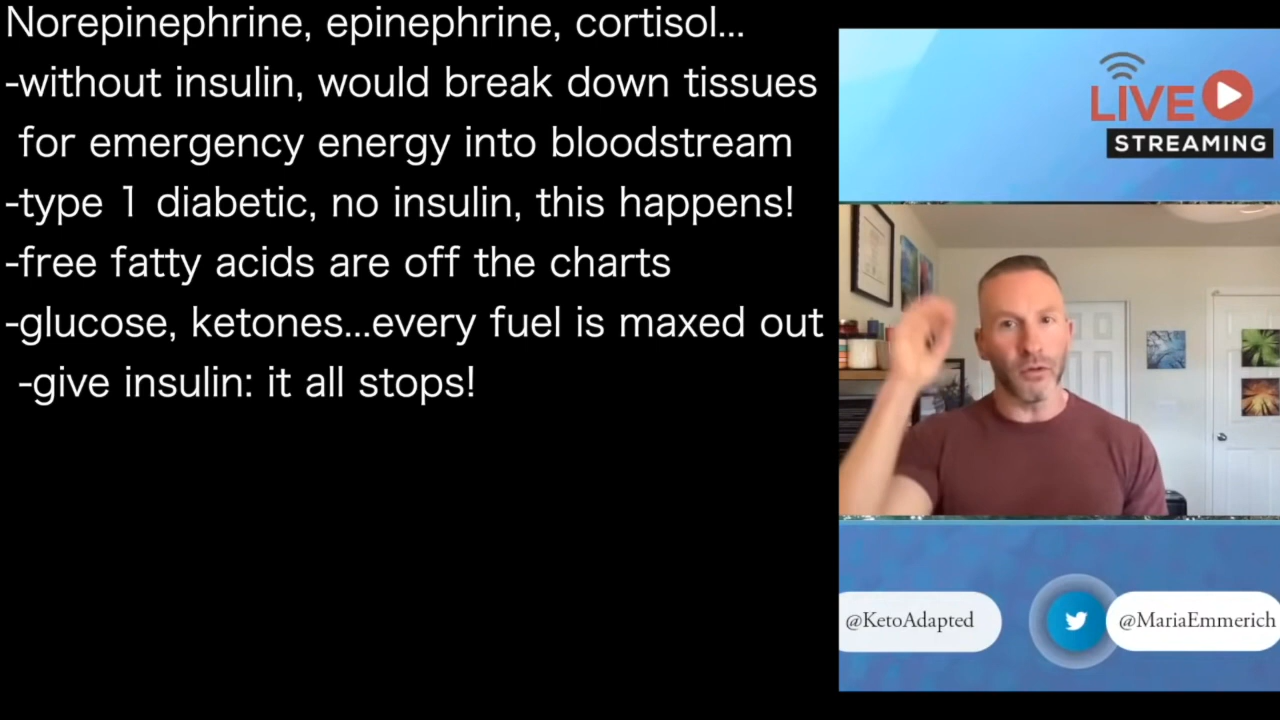 Norepinephrine, epinephrine, cortisol...
-without insulin, would break down tissues
for emergency energy into bloodstream
-type 1 diabetic, no insulin, this happens!
-free fatty acids are off the charts
-glucose, ketones...every fuel is maxed out
-give insulin: it all stops!
LIVE
STREAMING
@KetoAdapted
@MariaEmmerich